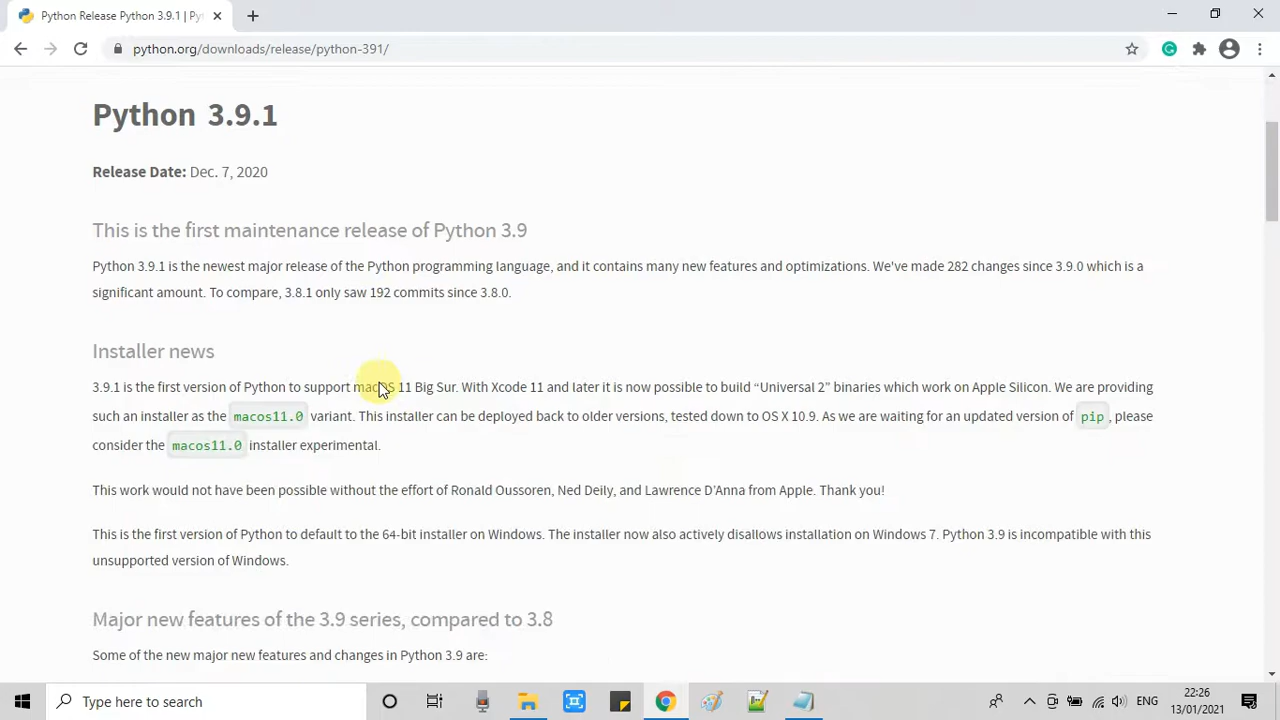 Python Release Python 3.9.1 | Py
python.org/downloads/release/python-391/
Python 3.9.1
Release Date: Dec. 7, 2020
This is the first maintenance release of Python 3.9
Python 3.9.1 is the newest major release of the Python programming language, and it contains many new features and optimizations. We've made 282 changes since 3.9.0 which is a
significant amount. To compare, 3.8.1 only saw 192 commits since 3.8.0.
Installer news
3.9.1 is the first version of Python to support macOS 11 Big Sur. With Xcode 11 and later it is now possible to build “Universal 2” binaries which work on Apple Silicon. We are providing
such an installer as the macos11.0 variant. This installer can be deployed back to older versions, tested down to OS X 10.9. As we are waiting for an updated version of pip, please
consider the macos11.0 installer experimental.
This work would not have been possible without the effort of Ronald Oussoren, Ned Deily, and Lawrence D’Anna from Apple. Thank you!
This is the first version of Python to default to the 64-bit installer on Windows. The installer now also actively disallows installation on Windows 7. Python 3.9 is incompatible with this
unsupported version of Windows.
Major new features of the 3.9 series, compared to 3.8
Some of the new major new features and changes in Python 3.9 are:
Type here to search
ENG
22:26
13/01/2021